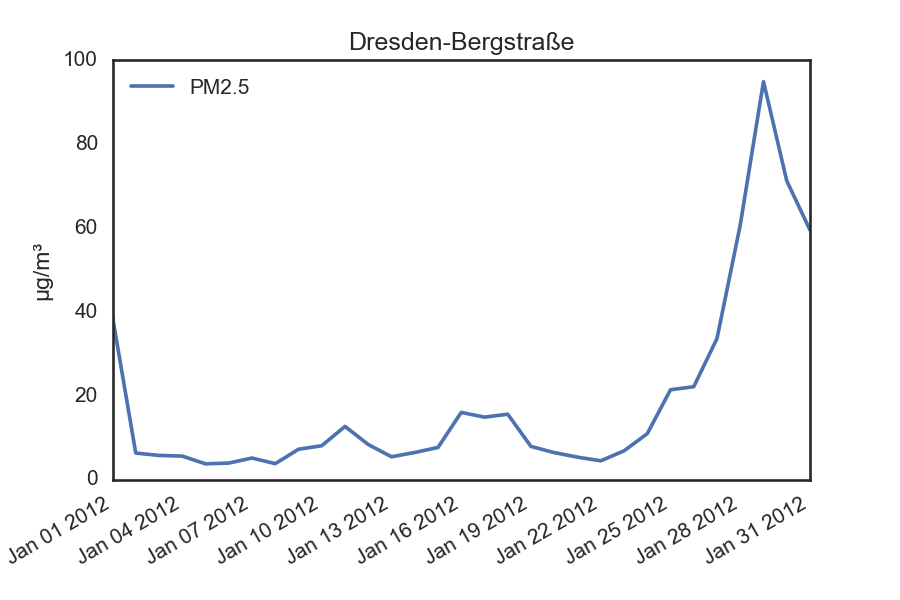 Dresden-Bergstraße
PM2.5
µg/m³
100
80
60
40
20
0
Jan 01 2012
Jan 04 2012
Jan 07 2012
Jan 10 2012
Jan 13 2012
Jan 16 2012
Jan 19 2012
Jan 22 2012
Jan 25 2012
Jan 28 2012
Jan 31 2012